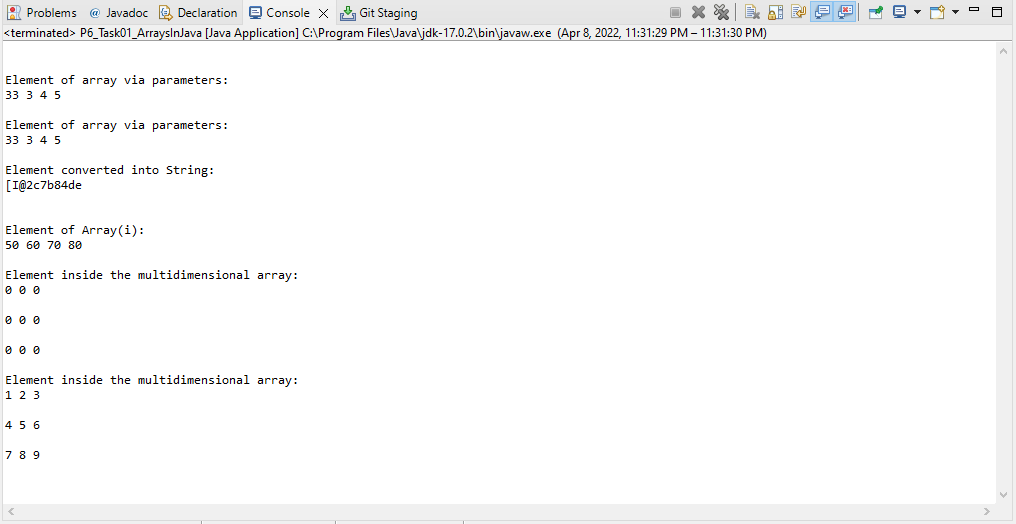 Problems @ Javadoc Declaration Console Git Staging
<terminated> P6_Task01_ArraysInJava [Java Application] C:\Program Files\Java\jdk-17.0.2\bin\javaw.exe (Apr 8, 2022, 11:31:29 PM – 11:31:30 PM)
Element of array via parameters:
33 3 4 5
Element of array via parameters:
33 3 4 5
Element converted into String:
[I@2c7b84de
Element of Array(i):
50 60 70 80
Element inside the multidimensional array:
0 0 0
0 0 0
0 0 0
Element inside the multidimensional array:
1 2 3
4 5 6
7 8 9